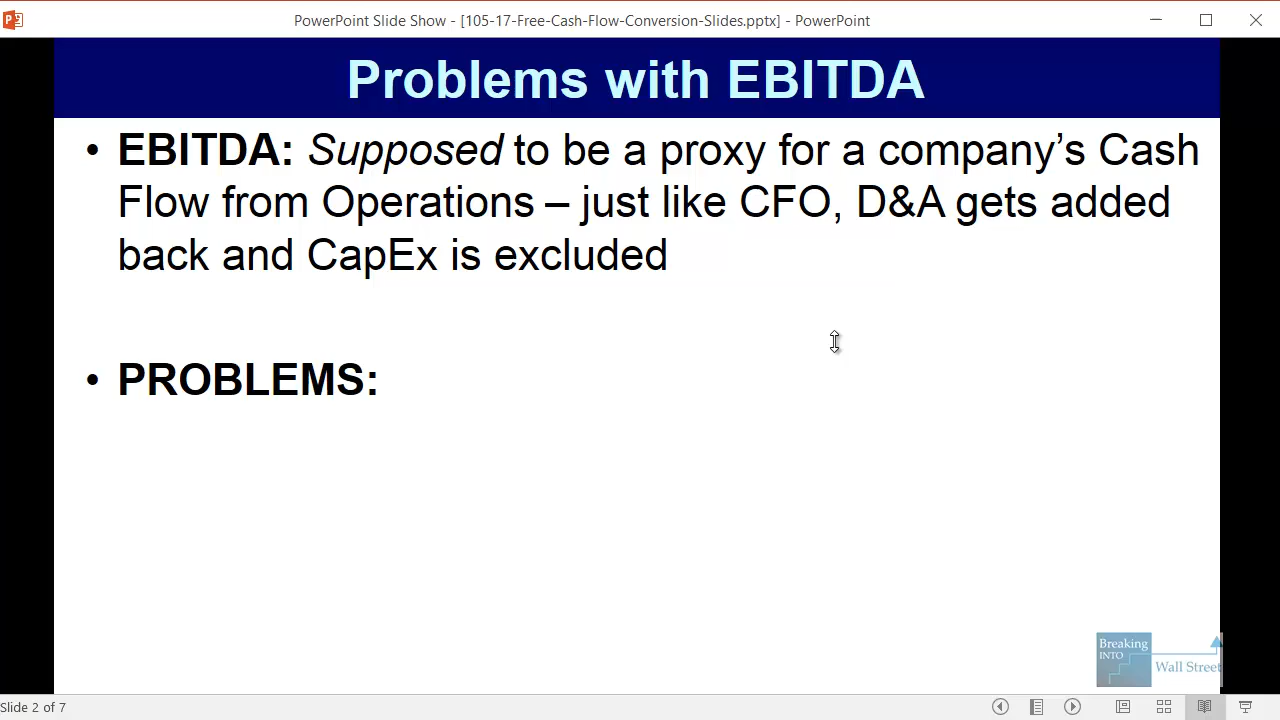 PowerPoint Slide Show - [105-17-Free-Cash-Flow-Conversion-Slides.pptx] - PowerPoint
Problems with EBITDA
• EBITDA: Supposed to be a proxy for a company’s Cash
Flow from Operations – just like CFO, D&A gets added
back and CapEx is excluded
• PROBLEMS:
Breaking
INTO
Wall Street
Slide 2 of 7